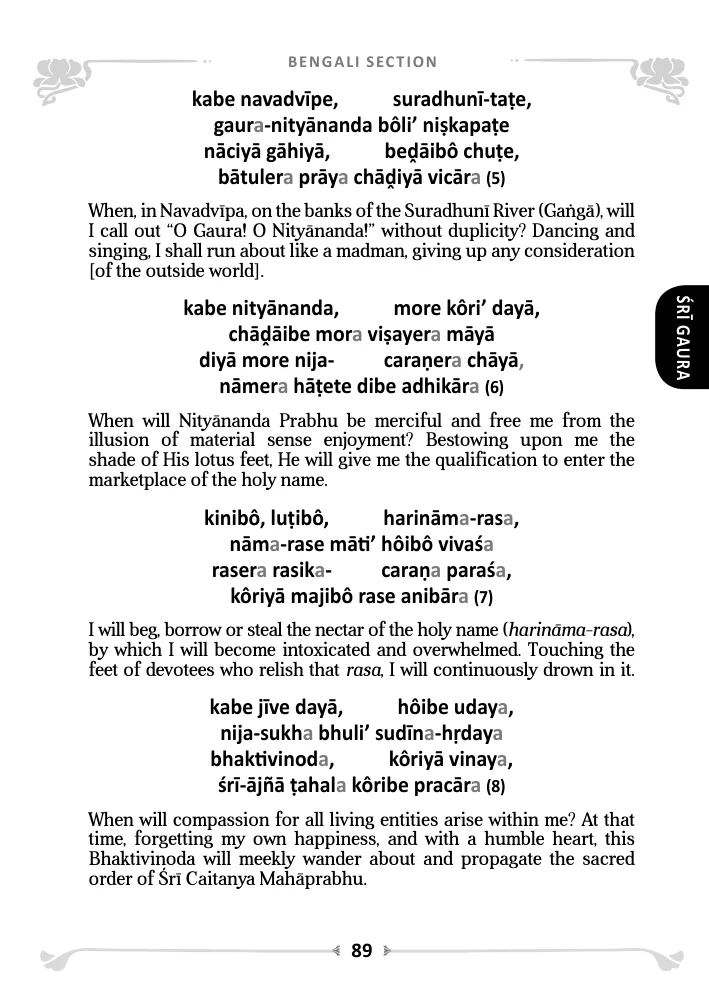 BENGALI SECTION
kabe navadvīpe, suradhunī-taṭe,
gaura-nityānanda bôli’ niṣkapaṭe
nāciyā gāhiyā, beḓāibô chuṭe,
bātulera prāya chāḓiyā vicāra (5)
When, in Navadvīpa, on the banks of the Suradhunī River (Gaṅgā), will
I call out “O Gaura! O Nityānanda!” without duplicity? Dancing and
singing, I shall run about like a madman, giving up any consideration
[of the outside world].
kabe nityānanda, more kôri’ dayā,
chāḓāibe mora viṣayera māyā
diyā more nija- caraṇera chāyā,
nāmera hāṭete dibe adhikāra (6)
ŚRĪ GAURA
When will Nityānanda Prabhu be merciful and free me from the
illusion of material sense enjoyment? Bestowing upon me the
shade of His lotus feet, He will give me the qualification to enter the
marketplace of the holy name.
kinibô, luṭibô, harināma-rasa,
nāma-rase māti’ hôibô vivaśa
rasera rasika- caraṇa paraśa,
kôriyā majibô rase anibāra (7)
I will beg, borrow or steal the nectar of the holy name (harināma-rasa),
by which I will become intoxicated and overwhelmed. Touching the
feet of devotees who relish that rasa, I will continuously drown in it.
kabe jīve dayā, hôibe udaya,
nija-sukha bhuli’ sudīna-hṛdaya
bhaktivinoda, kôriyā vinaya,
śrī-ājñā ṭahala kôribe pracāra (8)
When will compassion for all living entities arise within me? At that
time, forgetting my own happiness, and with a humble heart, this
Bhaktivinoda will meekly wander about and propagate the sacred
order of Śrī Caitanya Mahāprabhu.
89